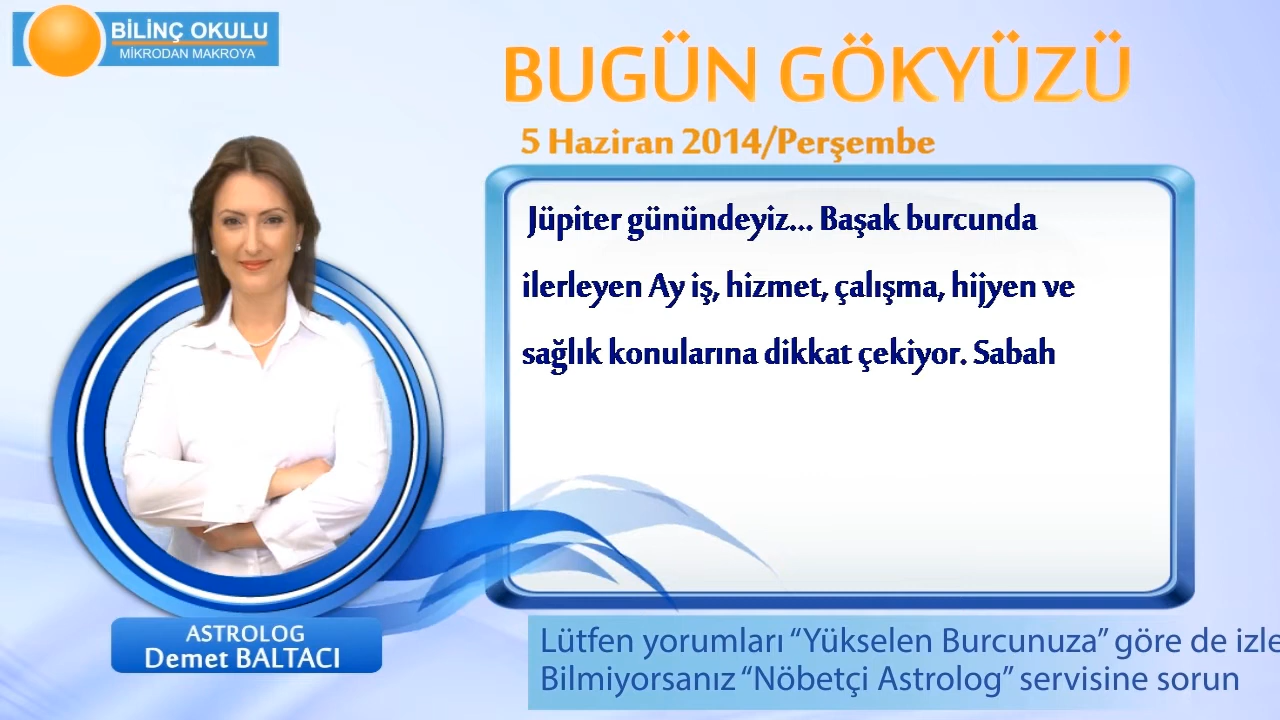 BİLİNÇ OKULU
MİKRODAN MAKROYA
BUGÜN GÖKYÜZÜ
5 Haziran 2014/Perşembe
Jüpiter günündeyiz... Başak burcunda
ilerleyen Ay iş, hizmet, çalışma, hijyen ve
sağlık konularına dikkat çekiyor. Sabah
ASTROLOG
Demet BALTACI
Lütfen yorumları “Yükselen Burcunuza” göre de izle
Bilmiyorsanız “Nöbetçi Astrolog” servisine sorun